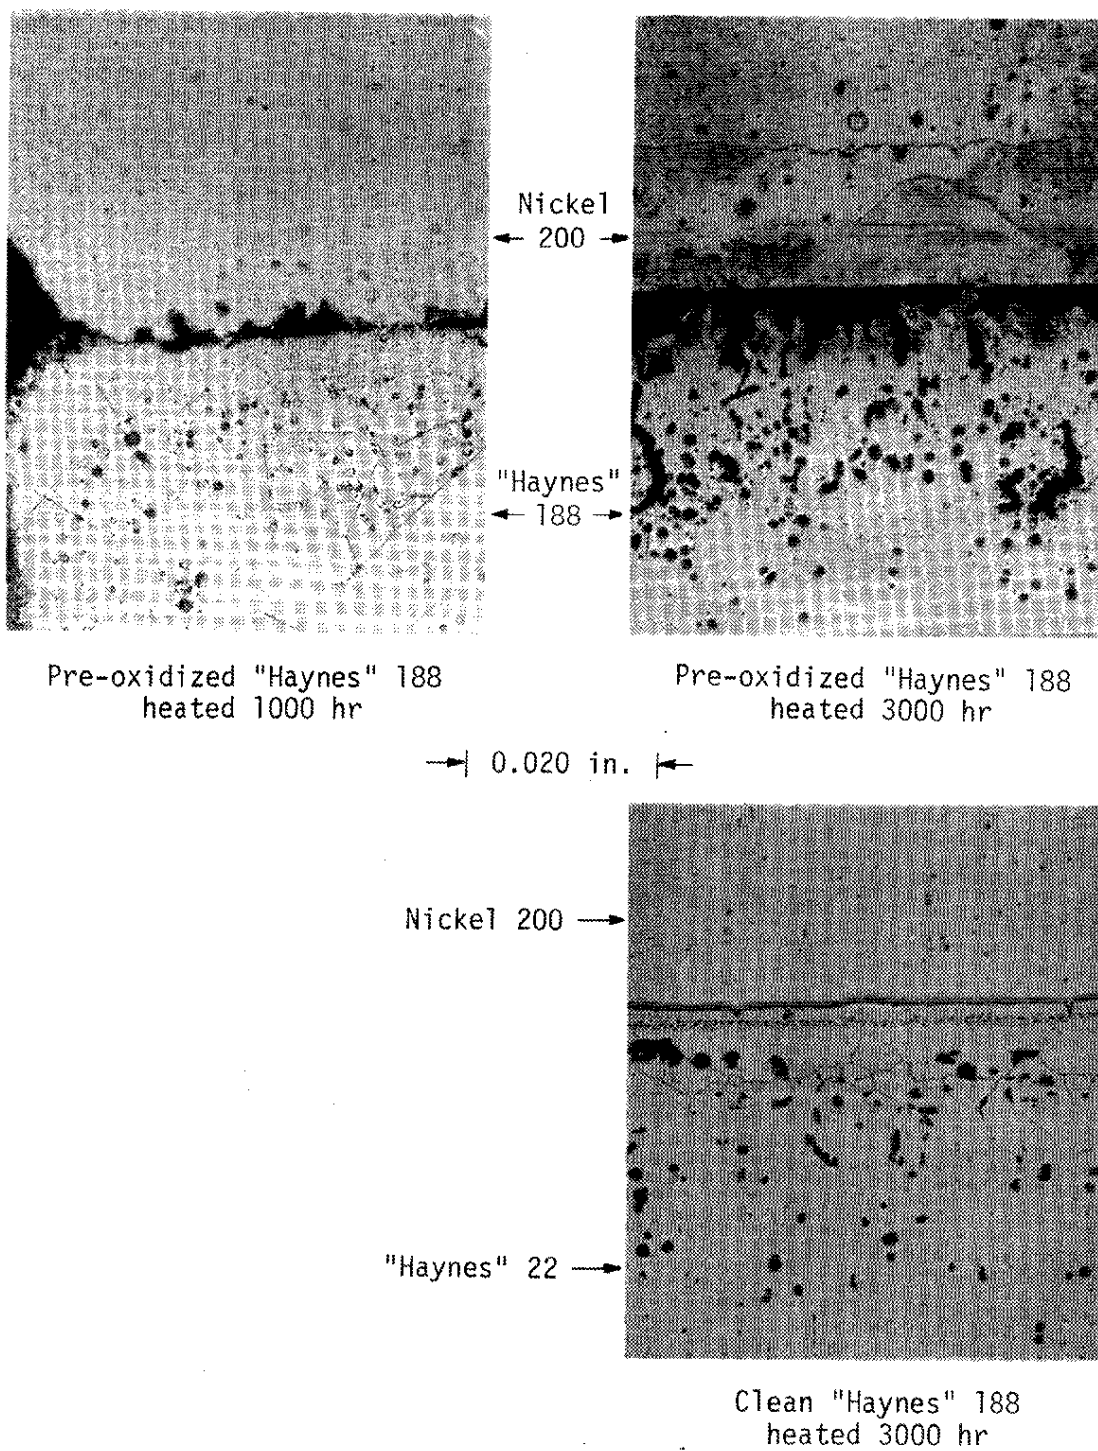 Nickel
200
"Haynes"
188
Pre-oxidized "Haynes" 188
heated 1000 hr
Pre-oxidized "Haynes" 188
heated 3000 hr
0.020 in.
Nickel 200
"Haynes" 22
Clean "Haynes" 188
heated 3000 hr